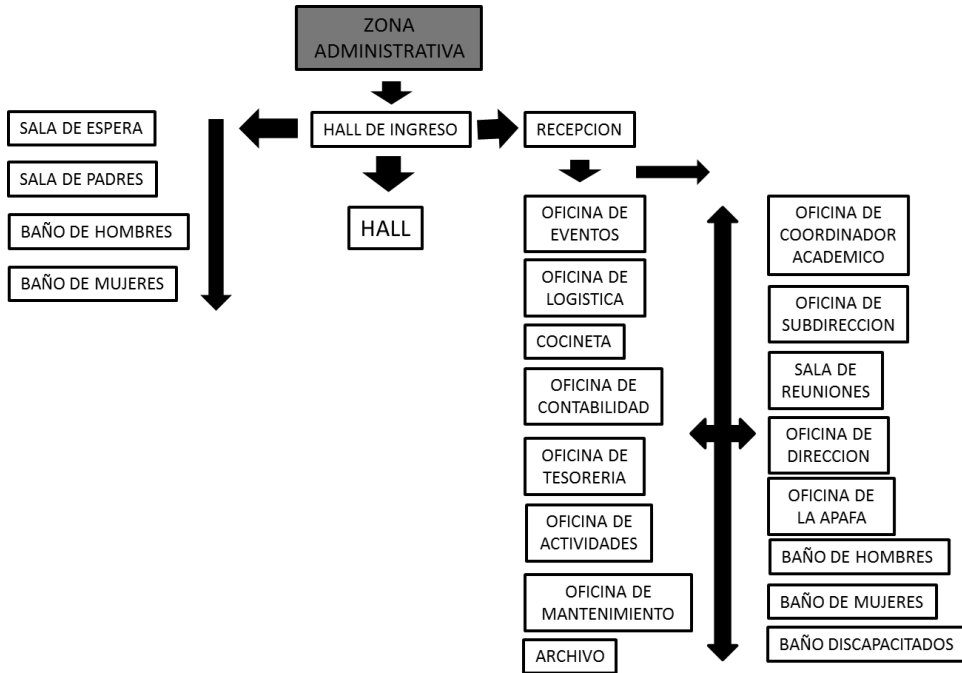 ZONA
ADMINISTRATIVA
SALA DE ESPERA
HALL DE INGRESO
RECEPCION
SALA DE PADRES
BAÑO DE HOMBRES
BAÑO DE MUJERES
HALL
OFICINA DE
EVENTOS
OFICINA DE
LOGISTICA
COCINETA
OFICINA DE
CONTABILIDAD
OFICINA DE
TESORERIA
OFICINA DE
ACTIVIDADES
OFICINA DE
MANTENIMIENTO
ARCHIVO
OFICINA DE
COORDINADOR
ACADEMICO
OFICINA DE
SUBDIRECCION
SALA DE
REUNIONES
OFICINA DE
DIRECCION
OFICINA DE
LA APAFA
BAÑO DE HOMBRES
BAÑO DE MUJERES
BAÑO DISCAPACITADOS